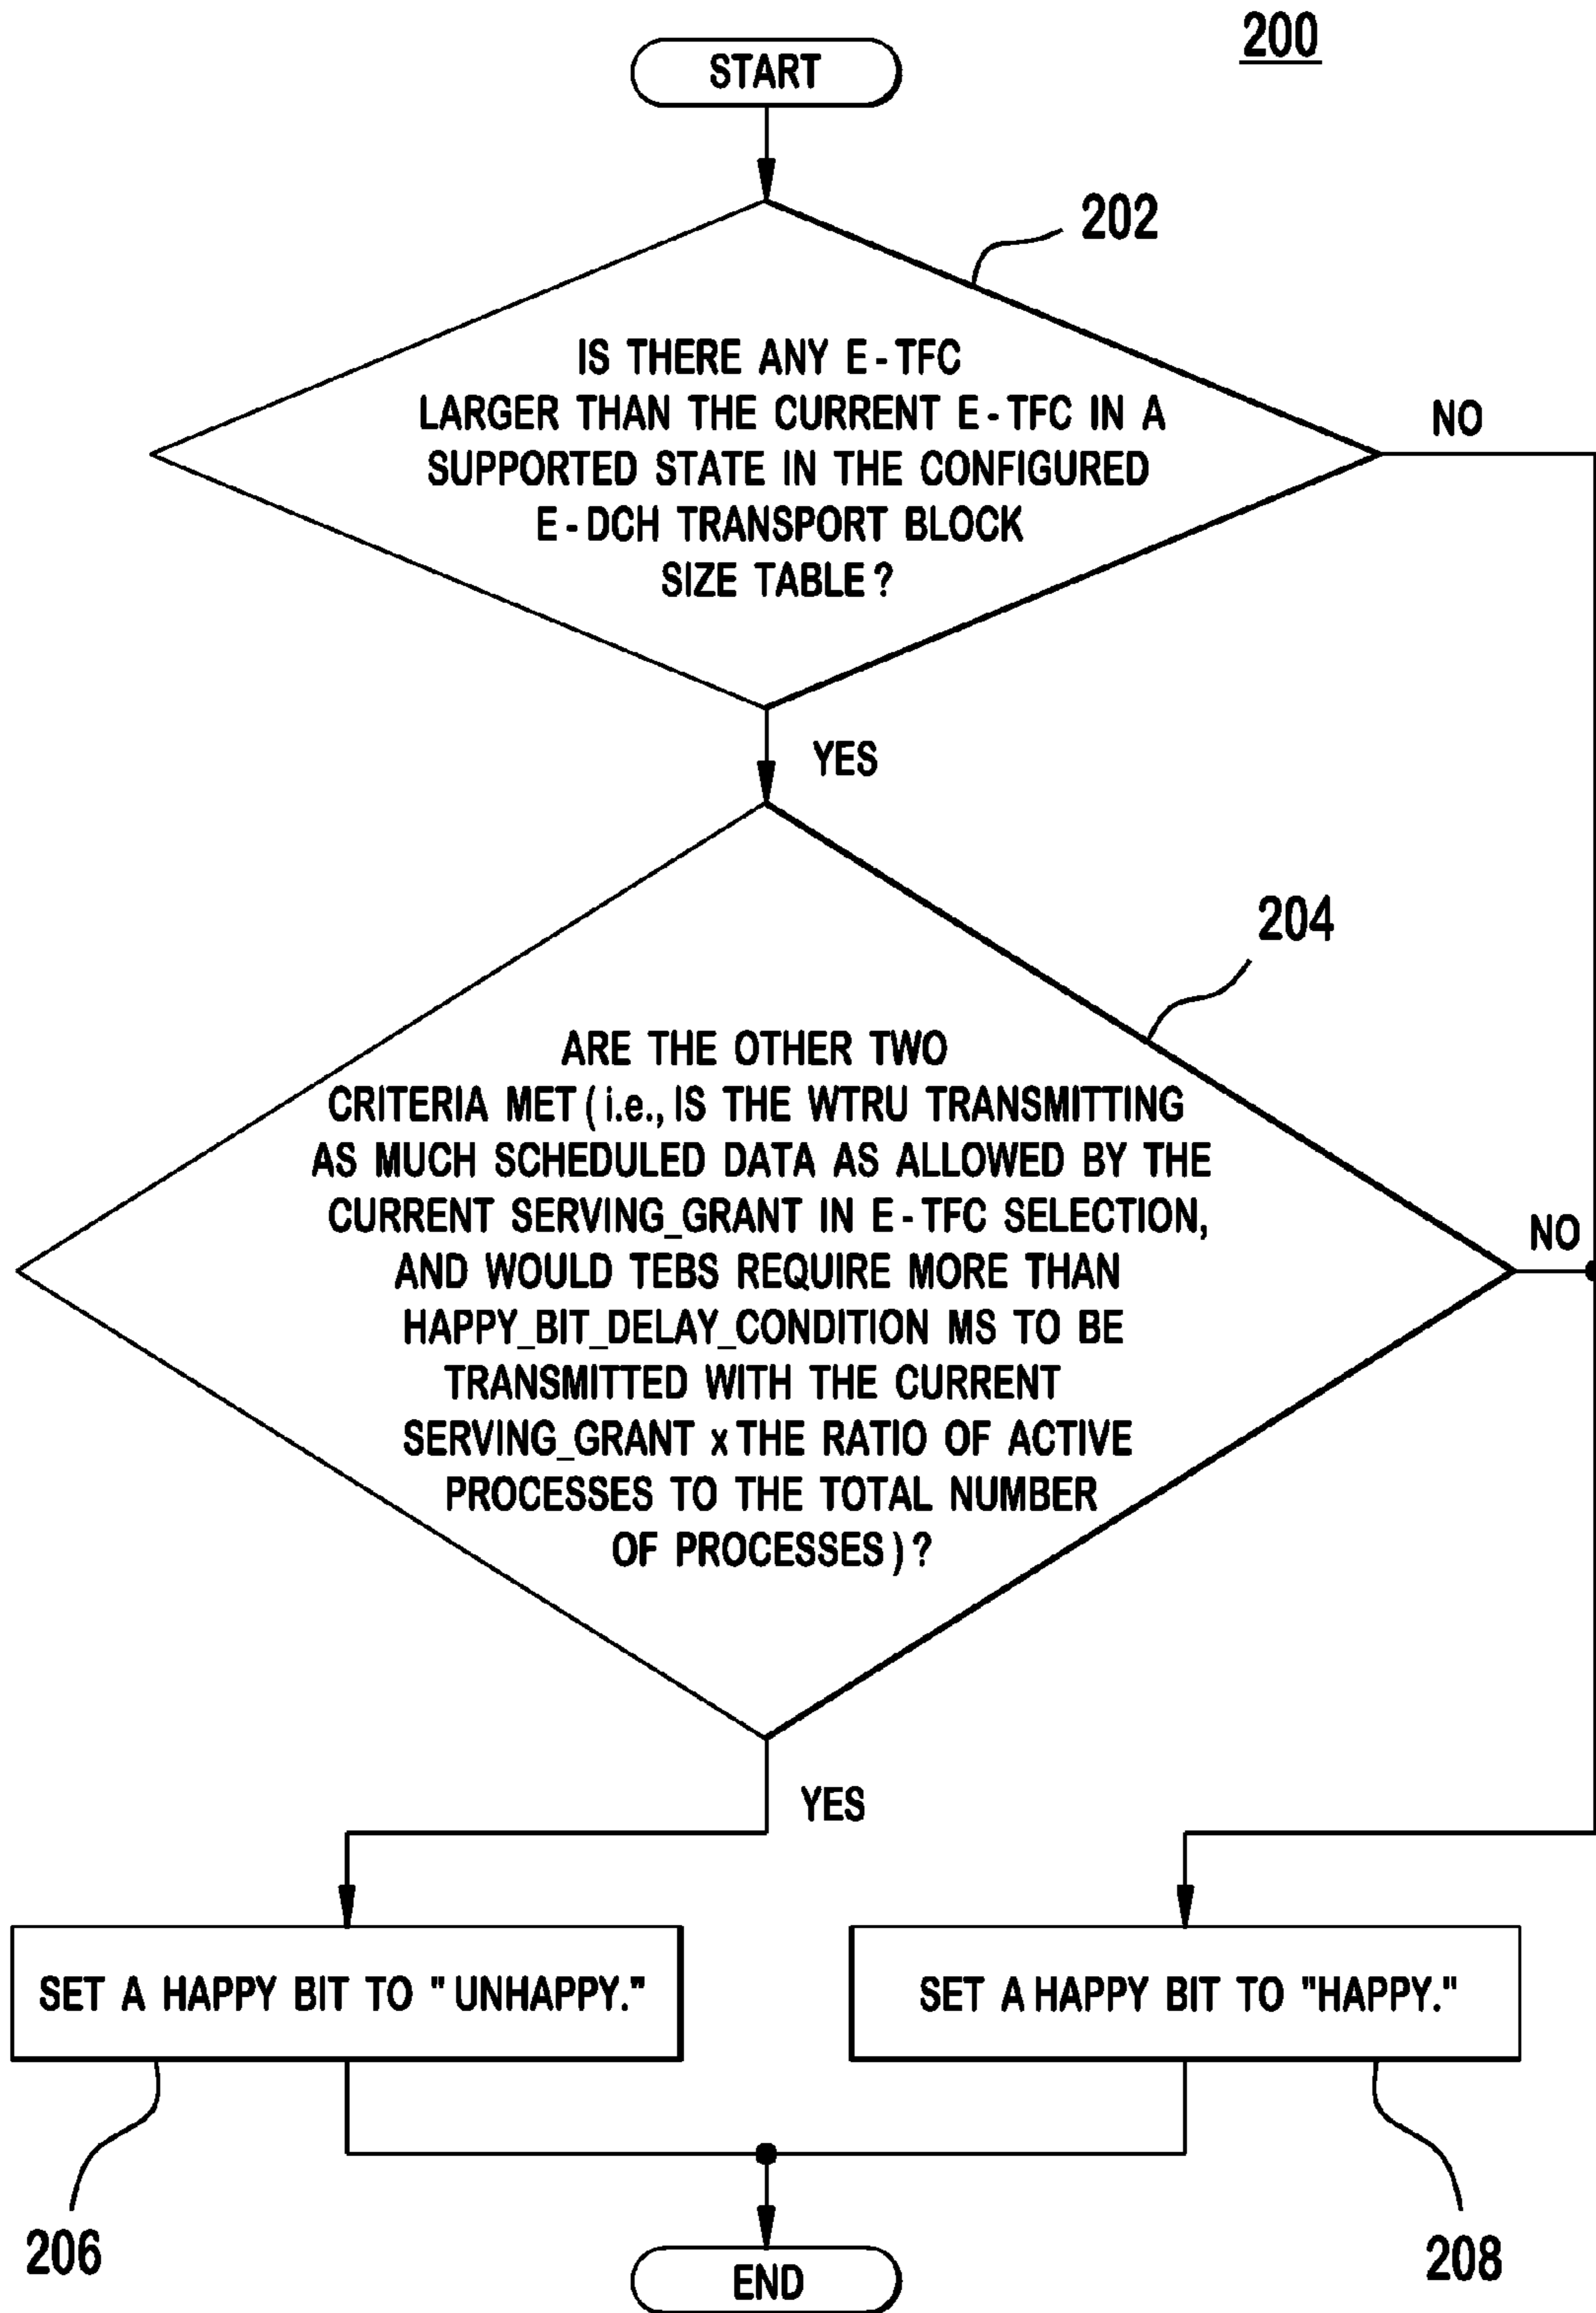 200
START
202
IS THERE ANY E-TFC
LARGER THAN THE CURRENT E-TFC IN A
SUPPORTED STATE IN THE CONFIGURED
E-DCH TRANSPORT BLOCK
SIZE TABLE?
NO
YES
204
ARE THE OTHER TWO
CRITERIA MET (i.e., IS THE WTRU TRANSMITTING
AS MUCH SCHEDULED DATA AS ALLOWED BY THE
CURRENT SERVING_GRANT IN E-TFC SELECTION,
AND WOULD TEBS REQUIRE MORE THAN
HAPPY_BIT_DELAY_CONDITION MS TO BE
TRANSMITTED WITH THE CURRENT
SERVING_GRANT x THE RATIO OF ACTIVE
PROCESSES TO THE TOTAL NUMBER
OF PROCESSES)?
NO
YES
SET A HAPPY BIT TO "UNHAPPY."
SET A HAPPY BIT TO "HAPPY."
206
208
END